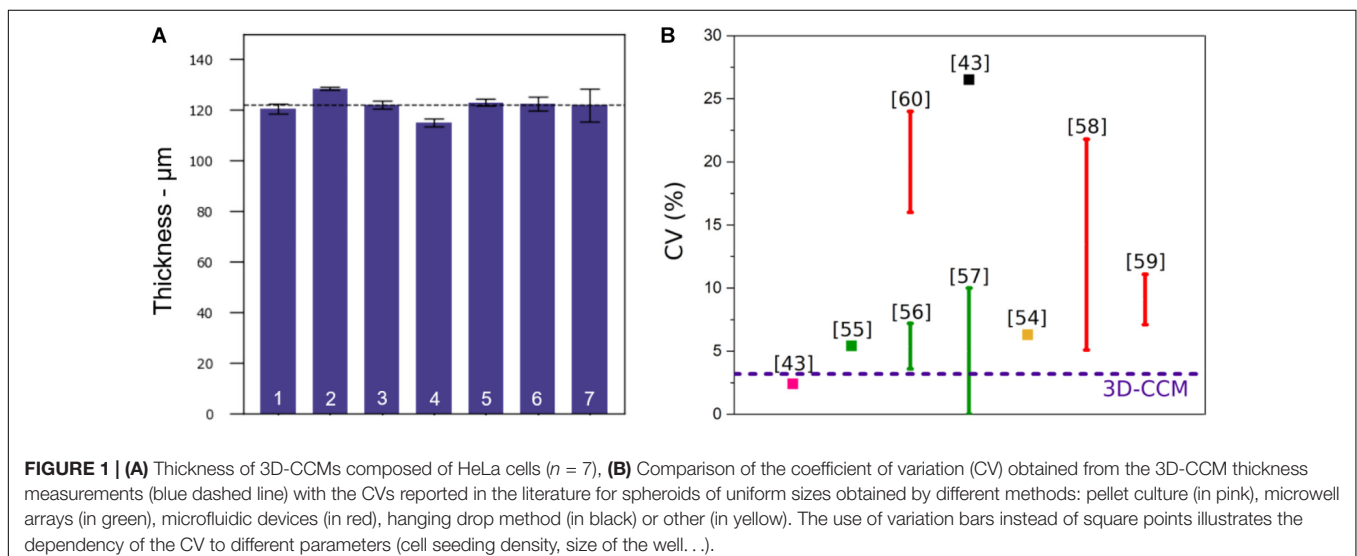 A
Thickness - μm
140
120
100
80
60
40
20
0
1 2 3 4 5 6 7
B
CV (%)
30
25
20
15
10
5
0
[43]
[60]
[58]
[59]
[57]
[56]
[54]
[55]
[43]
3D-CCM
FIGURE 1 | (A) Thickness of 3D-CCMs composed of HeLa cells (n = 7), (B) Comparison of the coefficient of variation (CV) obtained from the 3D-CCM thickness
measurements (blue dashed line) with the CVs reported in the literature for spheroids of uniform sizes obtained by different methods: pellet culture (in pink), microwell
arrays (in green), microfluidic devices (in red), hanging drop method (in black) or other (in yellow). The use of variation bars instead of square points illustrates the
dependency of the CV to different parameters (cell seeding density, size of the well. . .).